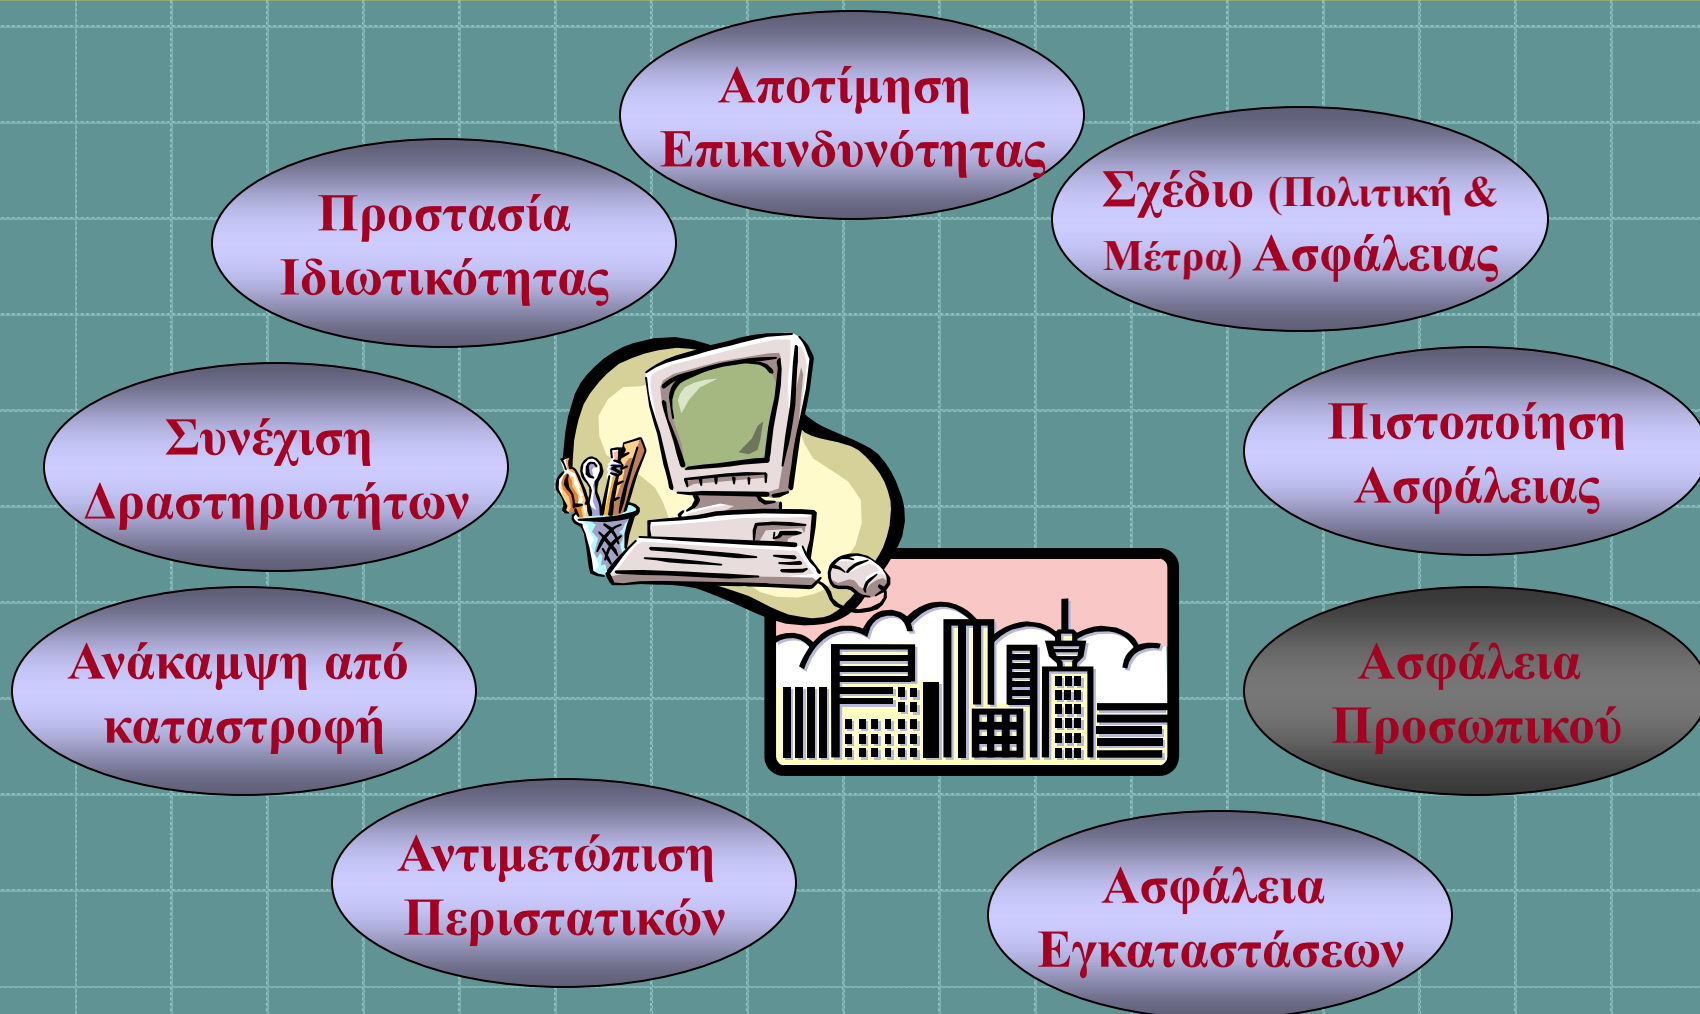 Αποτίμηση
Επικινδυνότητας
Σχέδιο (Πολιτική &
Μέτρα) Ασφάλειας
Προστασία
Ιδιωτικότητας
Πιστοποίηση
Ασφάλειας
Συνέχιση
Δραστηριοτήτων
Ασφάλεια
Προσωπικού
Ανάκαμψη από
καταστροφή
Αντιμετώπιση
Περιστατικών
Ασφάλεια
Εγκαταστάσεων